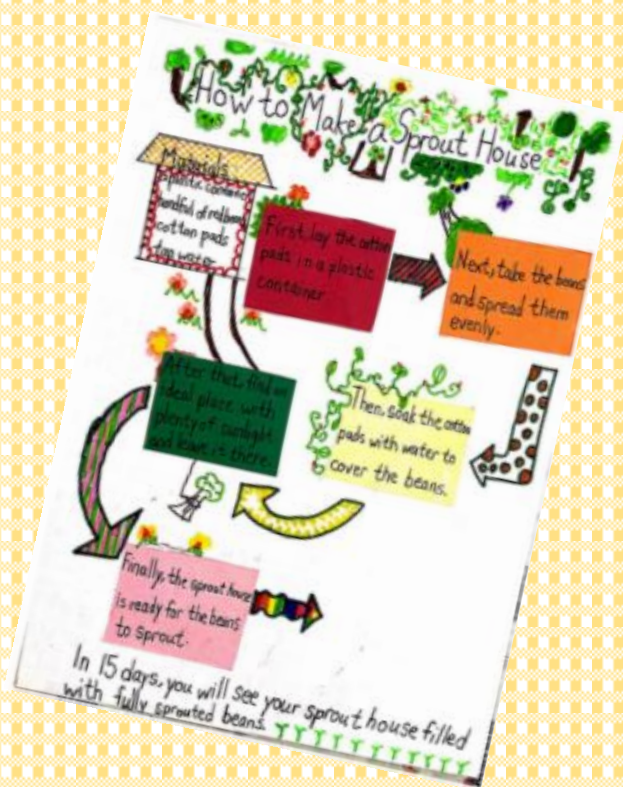 How to Make a Sprout House
Materials
plastic container
handful of red beans
cotton pads
tap water
First, lay the cotton
pads in a plastic
container
Next, take the beans
and spread them
evenly.
Then, soak the cotton
pads with water to
cover the beans.
After that, find an
ideal place with
plenty of sunlight
and leave it there.
Finally, the sprout house
is ready for the beans
to sprout.
In 15 days, you will see your sprout house filled
with fully sprouted beans.